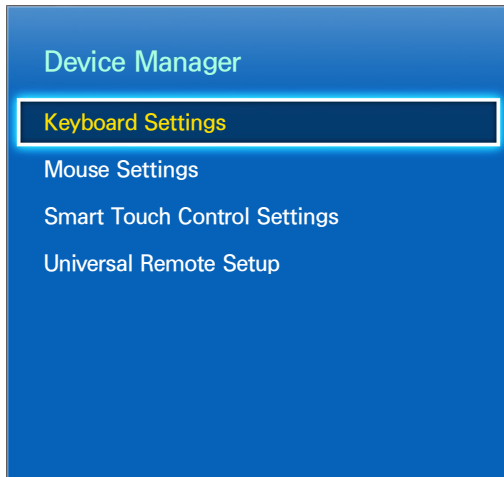 Device Manager
Keyboard Settings
Mouse Settings
Smart Touch Control Settings
Universal Remote Setup